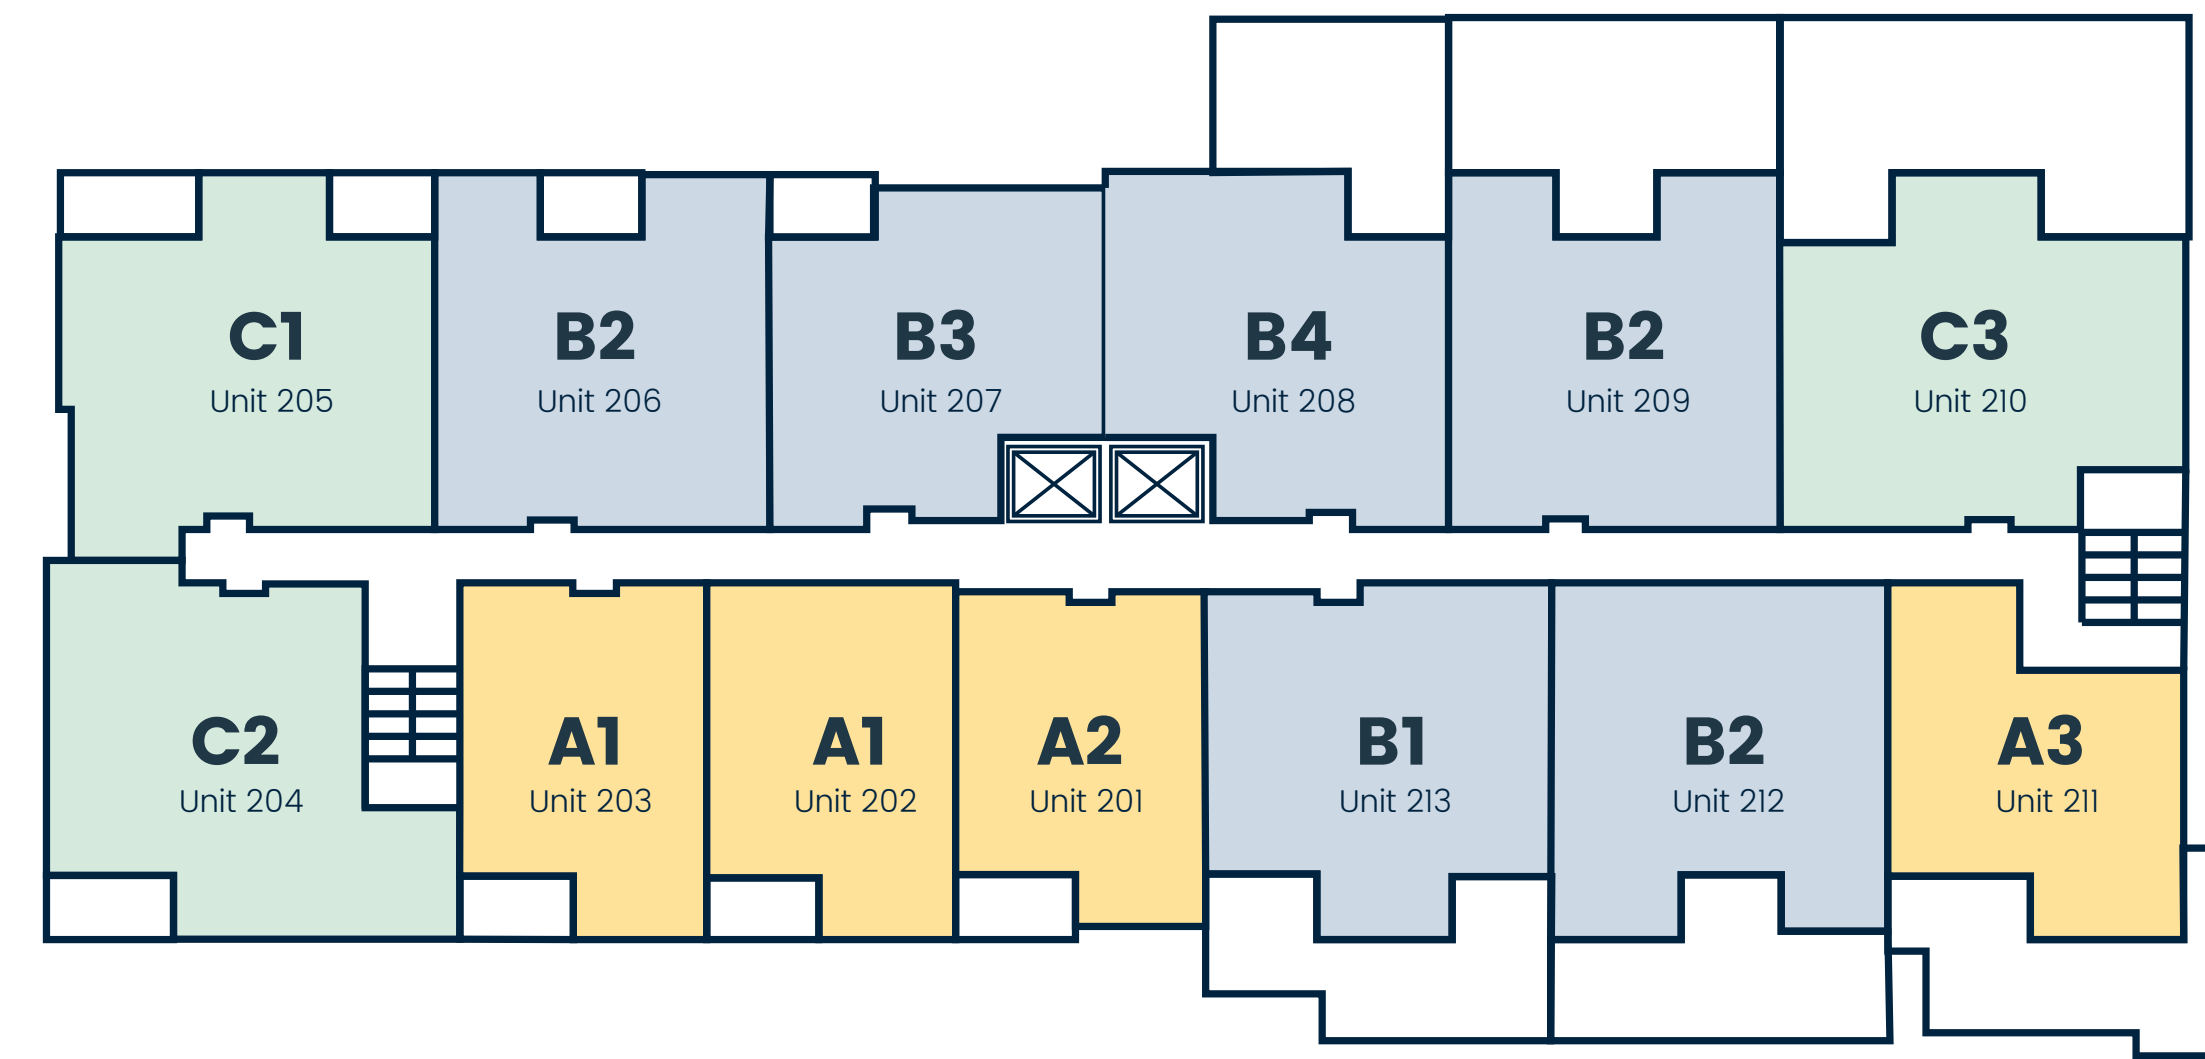 C1
Unit 205
B2
Unit 206
B3
Unit 207
B4
Unit 208
B2
Unit 209
C3
Unit 210
C2
Unit 204
A1
Unit 203
A1
Unit 202
A2
Unit 201
B1
Unit 213
B2
Unit 212
A3
Unit 211